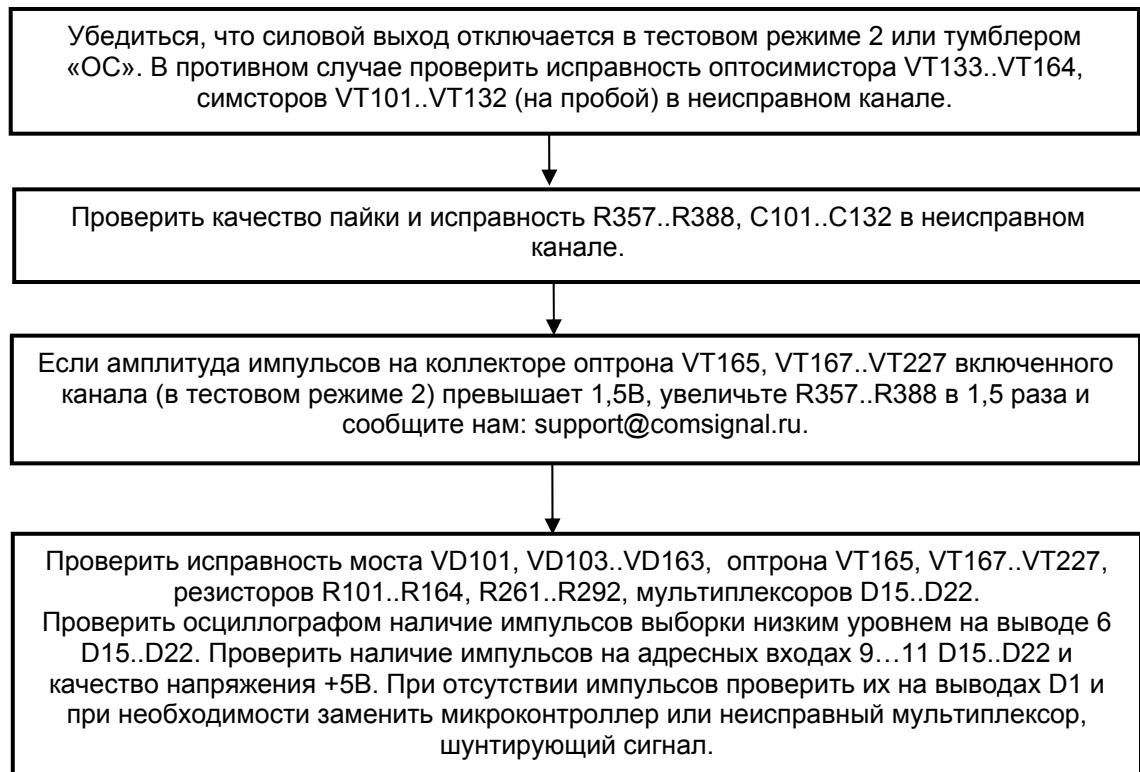 Убедиться, что силовой выход отключается в тестовом режиме 2 или тумблером
«ОС». В противном случае проверить исправность оптосимистора VT133..VT164,
симсторов VT101..VT132 (на пробой) в неисправном канале.
Проверить качество пайки и исправность R357..R388, C101..C132 в неисправном
канале.
Если амплитуда импульсов на коллекторе оптрона VT165, VT167..VT227 включенного
канала (в тестовом режиме 2) превышает 1,5В, увеличьте R357..R388 в 1,5 раза и
сообщите нам: support@comsignal.ru.
Проверить исправность моста VD101, VD103..VD163, оптрона VT165, VT167..VT227,
резисторов R101..R164, R261..R292, мультиплексоров D15..D22.
Проверить осциллографом наличие импульсов выборки низким уровнем на выводе 6
D15..D22. Проверить наличие импульсов на адресных входах 9…11 D15..D22 и
качество напряжения +5В. При отсутствии импульсов проверить их на выводах D1 и
при необходимости заменить микроконтроллер или неисправный мультиплексор,
шунтирующий сигнал.